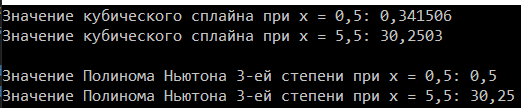 Значение кубического сплайна при x = 0,5: 0,341506
Значение кубического сплайна при x = 5,5: 30,2503
Значение Полинома Ньютона 3-ей степени при x = 0,5: 0,5
Значение Полинома Ньютона 3-ей степени при x = 5,5: 30,25